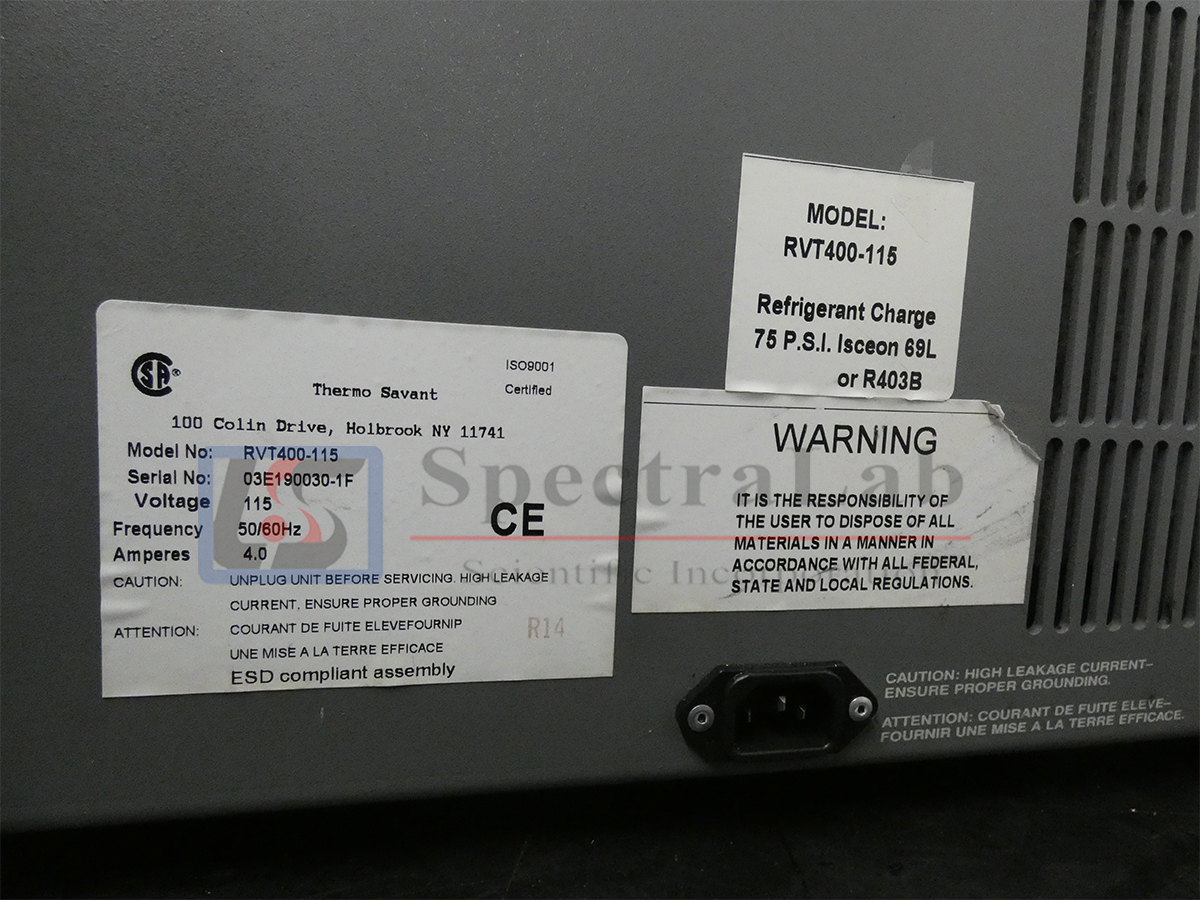 MODEL:
RVT400-115
Refrigerant Charge
75 P.S.I. Isceon 69L
or R403B
ISO9001
Certified
Thermo Savant
100 Colin Drive, Holbrook NY 11741
Model No: RVT400-115
Serial No: 03E190030-1F
Voltage 115
Frequency 50/60Hz
Amperes 4.0
CE
CAUTION: UNPLUG UNIT BEFORE SERVICING. HIGH LEAKAGE
CURRENT, ENSURE PROPER GROUNDING
ATTENTION: COURANT DE FUITE ELEVEFOURNIP
UNE MISE A LA TERRE EFFICACE
R14
ESD compliant assembly
WARNING
IT IS THE RESPONSIBILITY OF
THE USER TO DISPOSE OF ALL
MATERIALS IN A MANNER IN
ACCORDANCE WITH ALL FEDERAL,
STATE AND LOCAL REGULATIONS.
SpectraLab
Scientific
CAUTION: HIGH LEAKAGE CURRENT–
ENSURE PROPER GROUNDING.
ATTENTION: COURANT DE FUITE ELEVE–
FOURNIR UNE MISE A LA TERRE EFFICACE.